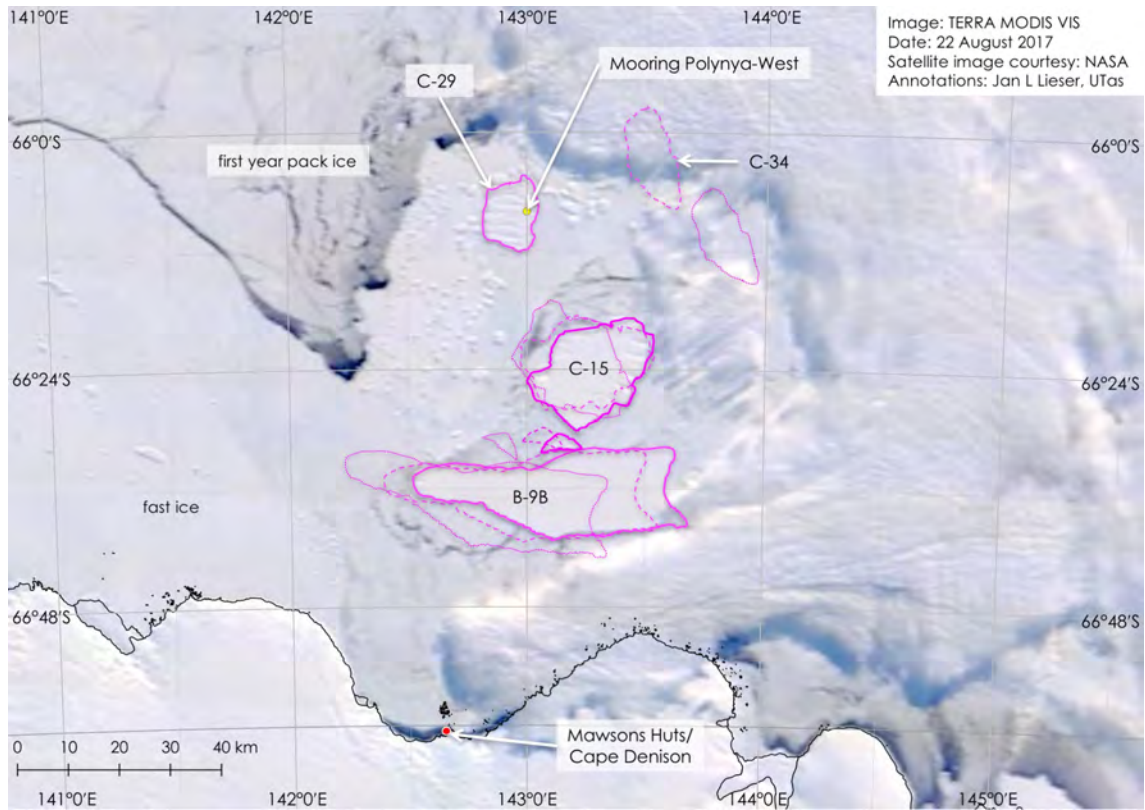 141°0'E
142°0'E
143°0'E
144°0'E
Image: TERRA MODIS VIS
Date: 22 August 2017
Satellite image courtesy: NASA
Annotations: Jan L Lieser, UTas
Mooring Polynya-West
C-29
66°0'S
66°0'S
first year pack ice
C-34
C-15
66°24'S
66°24'S
B-9B
fast ice
66°48'S
66°48'S
Mawsons Huts/
Cape Denison
0 10 20 30 40 km
141°0'E
142°0'E
143°0'E
144°0'E
145°0'E